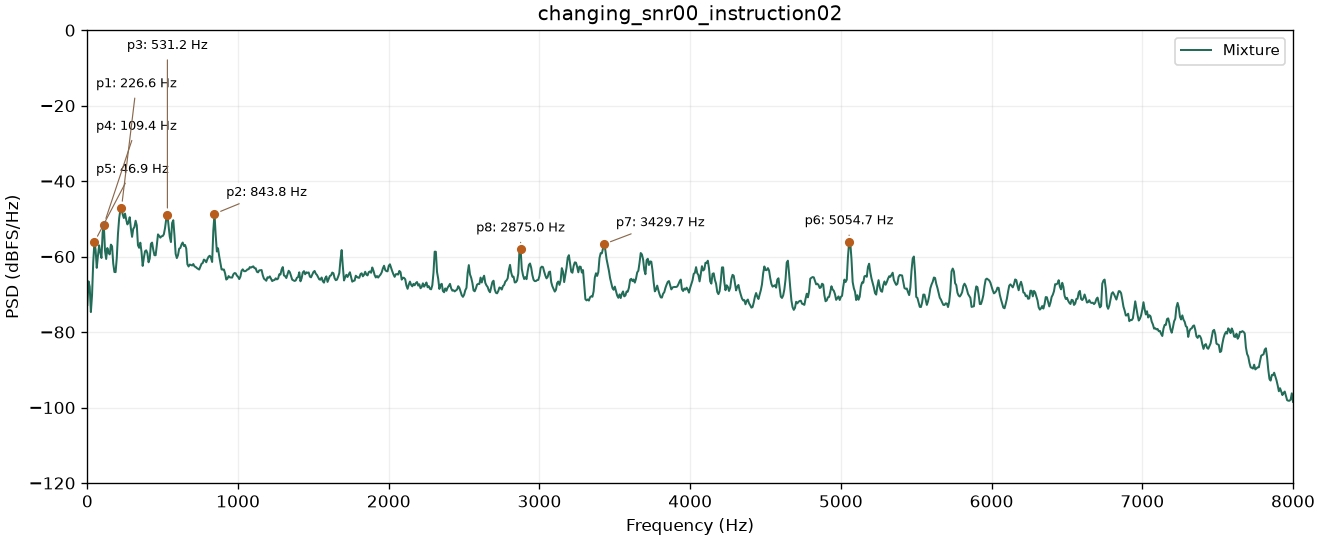 changing_snr00_instruction02
Mixture
p3: 531.2 Hz
p1: 226.6 Hz
p4: 109.4 Hz
p5: 46.9 Hz
p2: 843.8 Hz
p8: 2875.0 Hz
p7: 3429.7 Hz
p6: 5054.7 Hz
PSD (dBFS/Hz)
0
−20
−40
−60
−80
−100
−120
0 1000 2000 3000 4000 5000 6000 7000 8000
Frequency (Hz)